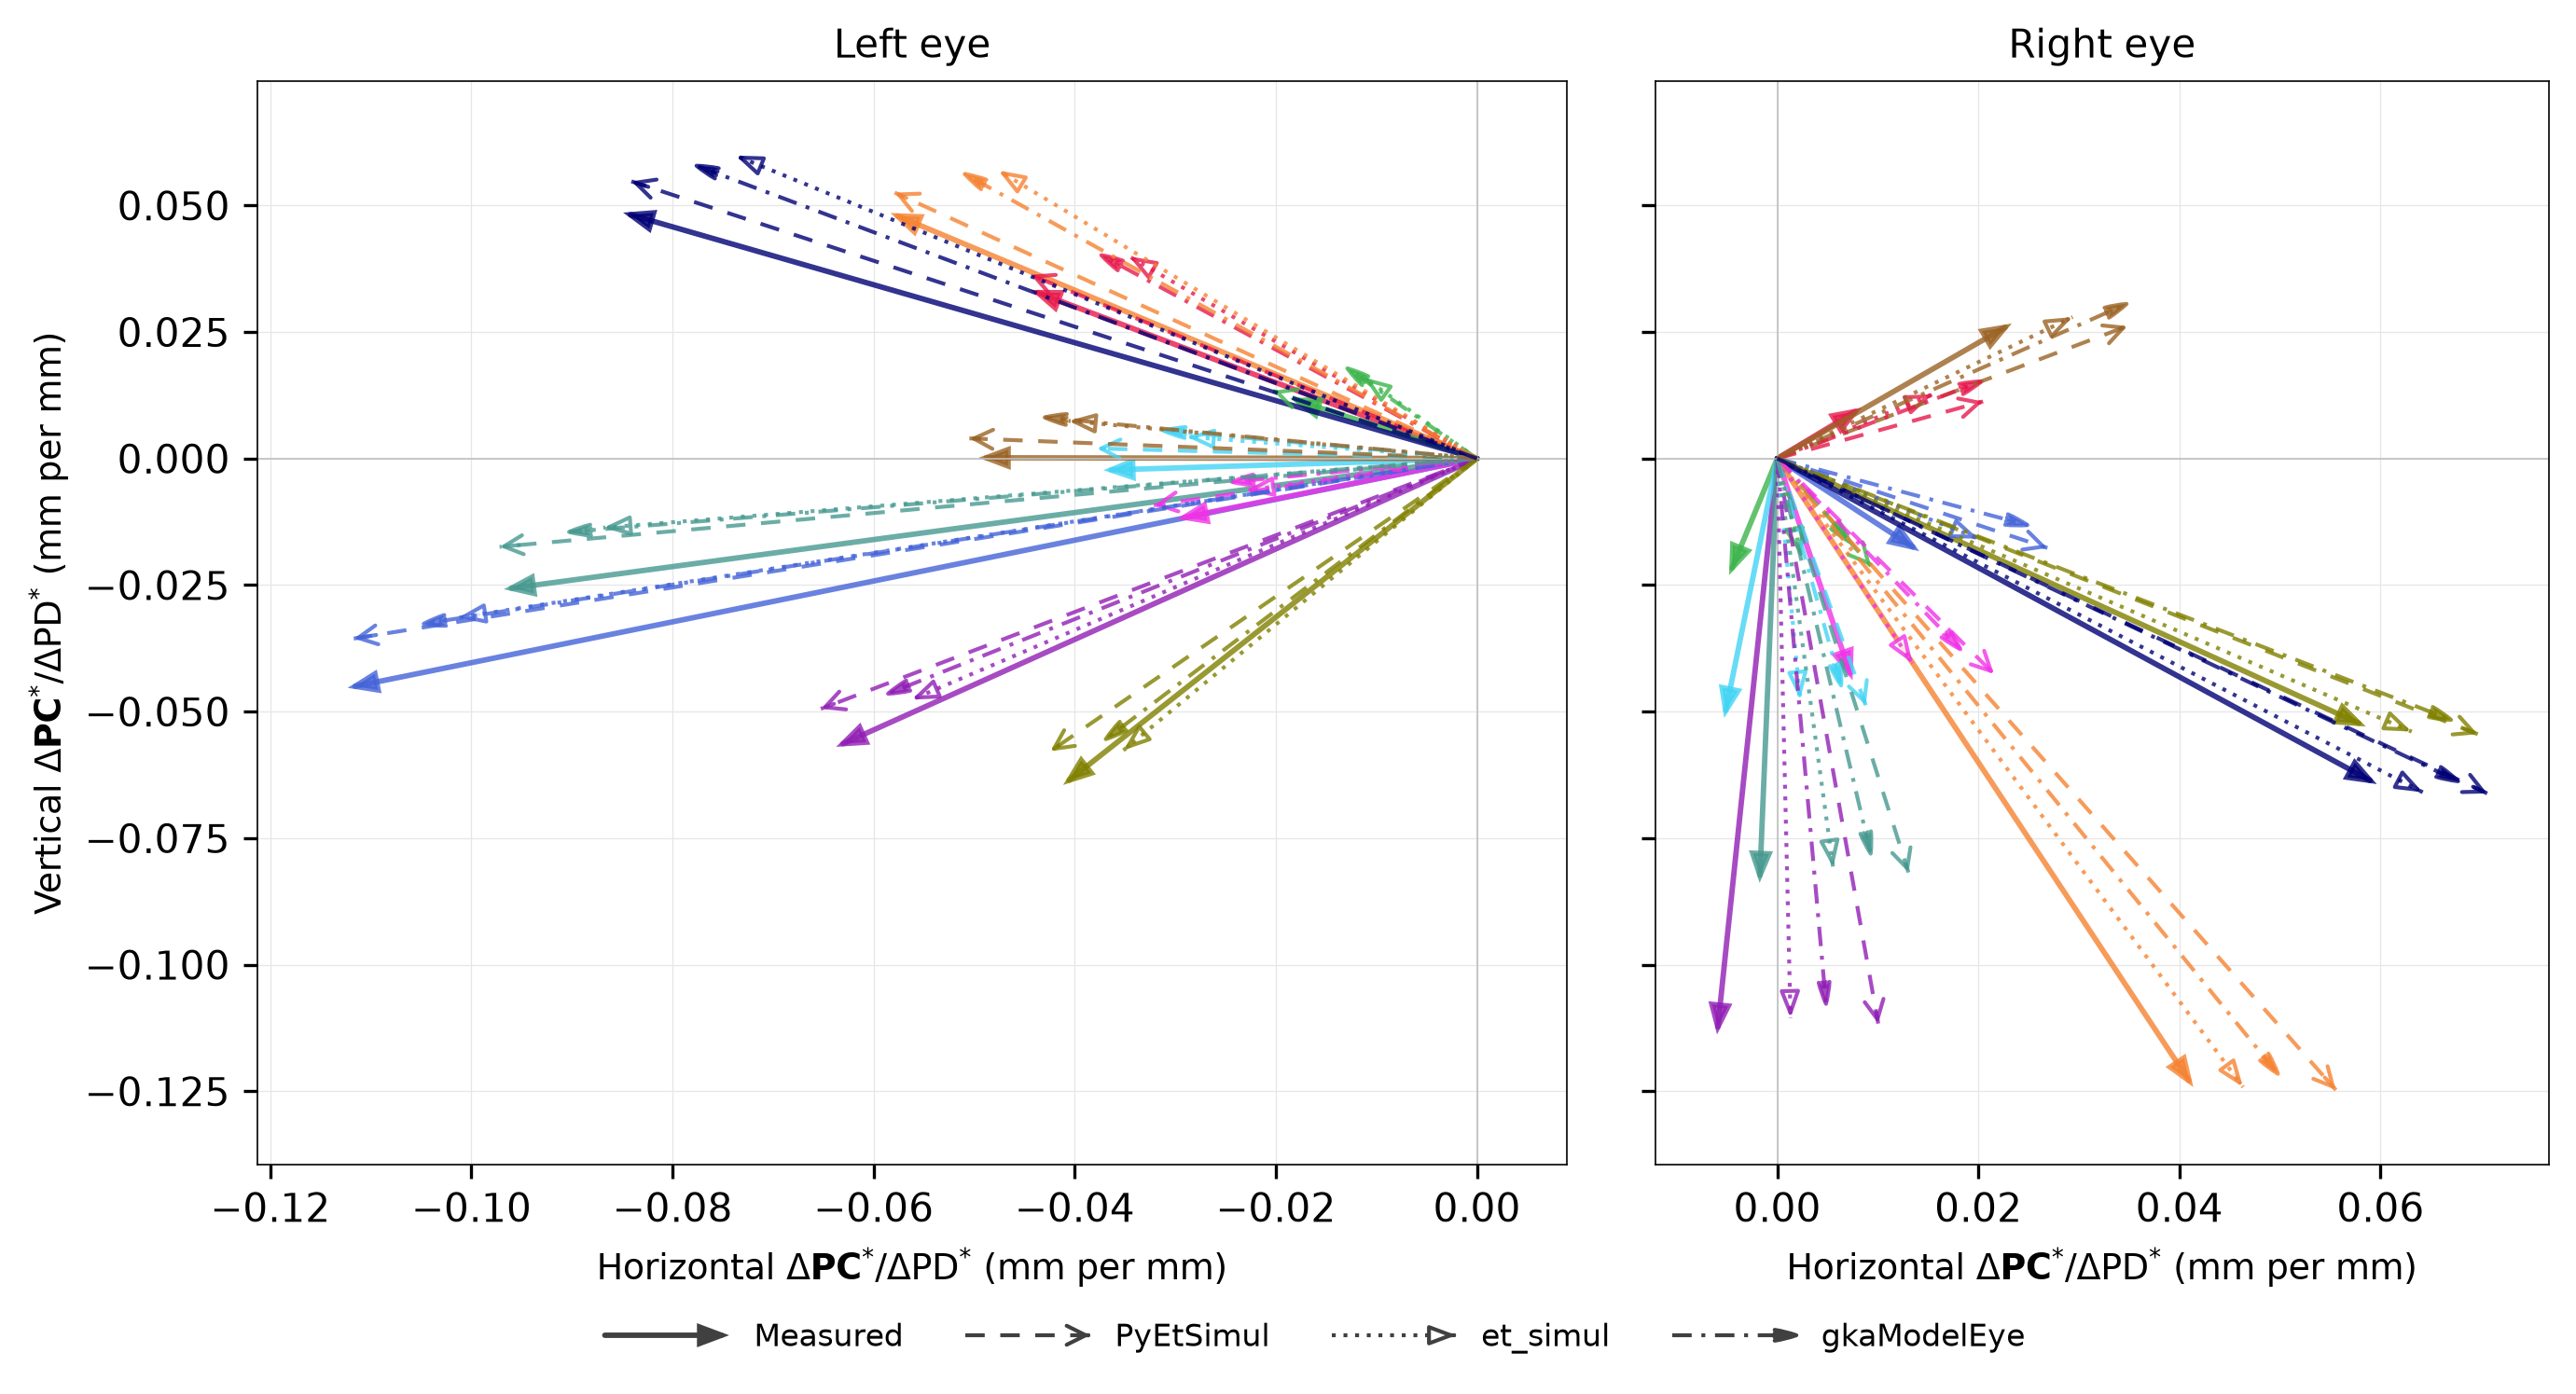 Left eye
Right eye
Vertical ΔPC*/ΔPD* (mm per mm)
0.050
0.025
0.000
−0.025
−0.050
−0.075
−0.100
−0.125
−0.12 −0.10 −0.08 −0.06 −0.04 −0.02 0.00
0.00 0.02 0.04 0.06
Horizontal ΔPC*/ΔPD* (mm per mm)
Horizontal ΔPC*/ΔPD* (mm per mm)
Measured PyEtSimul et_simul gkaModelEye